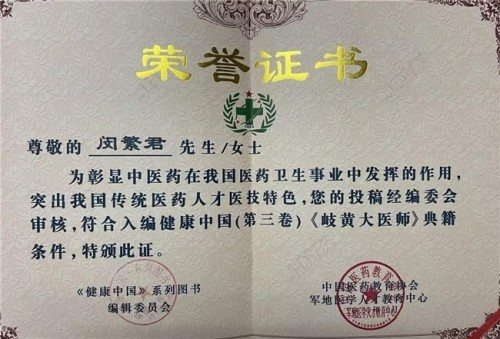 荣誉证书
尊敬的 闵繁君 先生/女士
为彰显中医药在我国医药卫生事业中发挥的作用,
突出我国传统医药人才医技特色,您的投稿经编委会
审核,符合入编健康中国(第三卷)《岐黄大医师》典籍
条件,特颁此证。
《健康中国》系列图书
编辑委员会
中国医药教育协会
军地医学人才教育中心